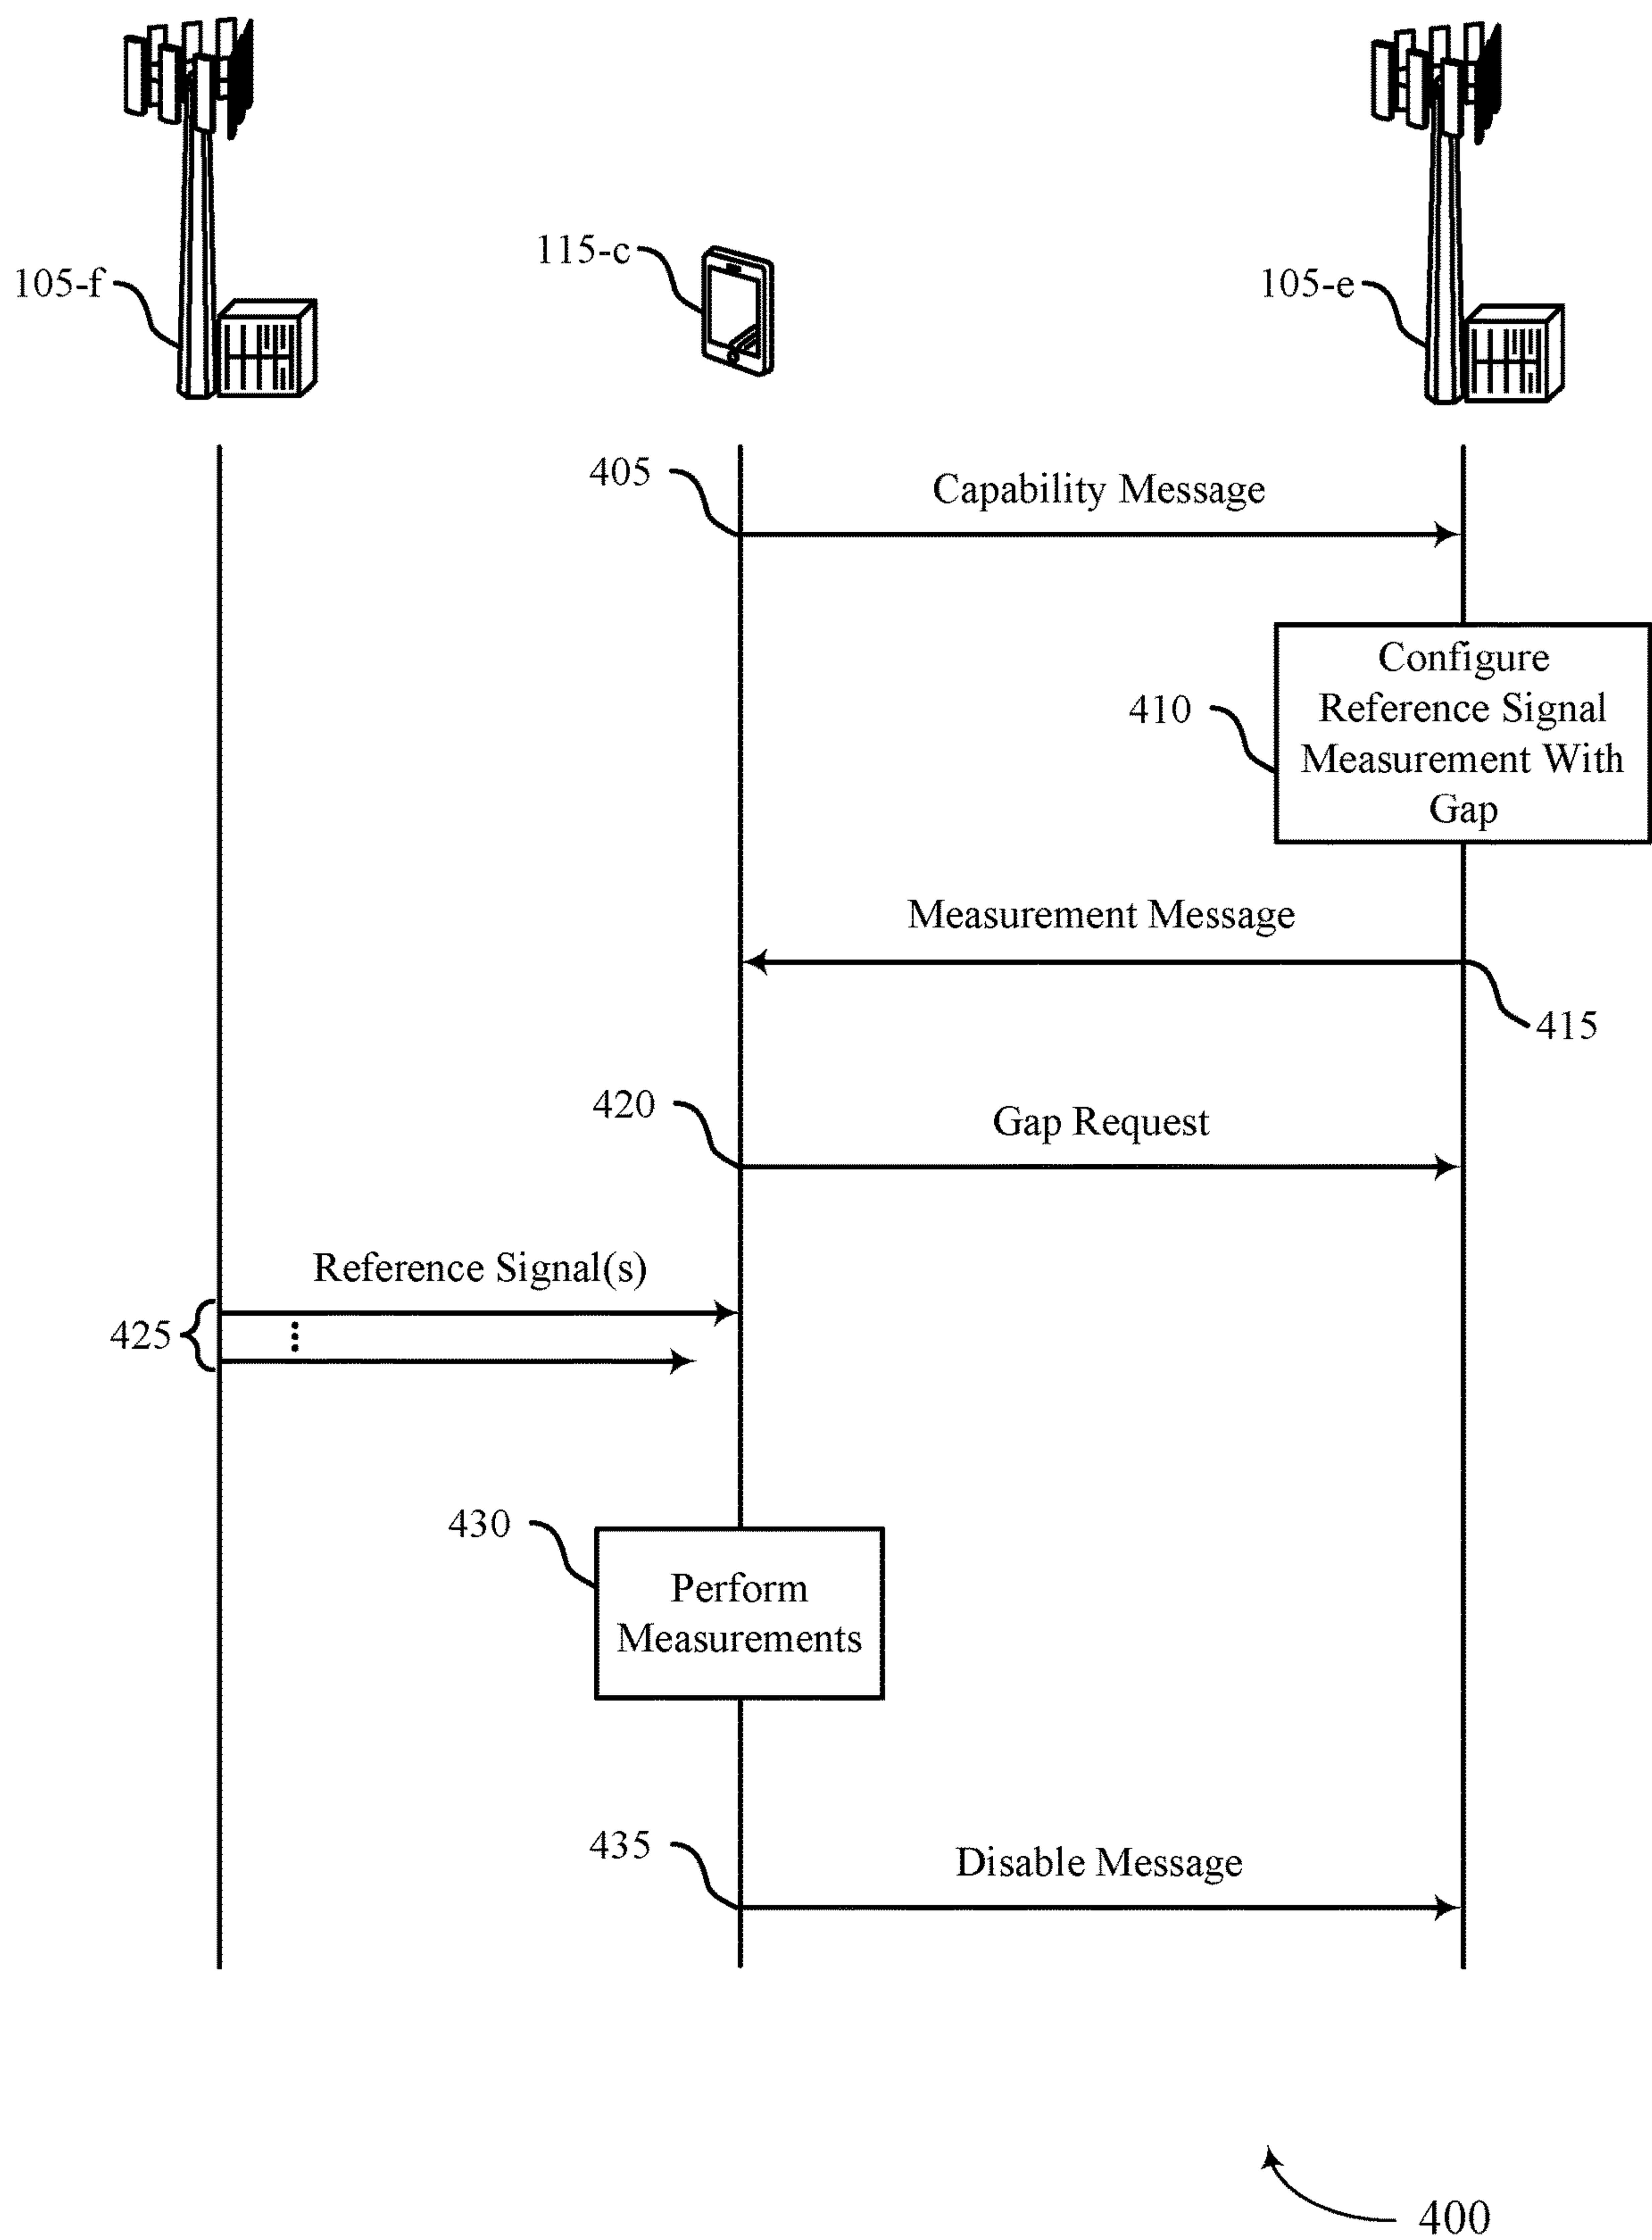 115-c
105-f
105-e
405
Capability Message
410
Configure
Reference Signal
Measurement With
Gap
Measurement Message
415
420
Gap Request
Reference Signal(s)
425
430
Perform
Measurements
435
Disable Message
400